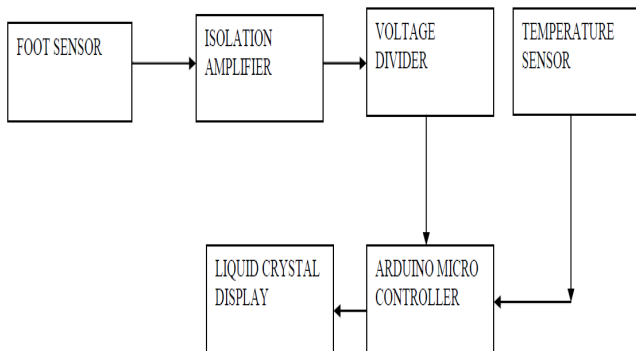 FOOT SENSOR
ISOLATION
AMPLIFIER
VOLTAGE
DIVIDER
TEMPERATURE
SENSOR
LIQUID CRYSTAL
DISPLAY
ARDUINO MICRO
CONTROLLER